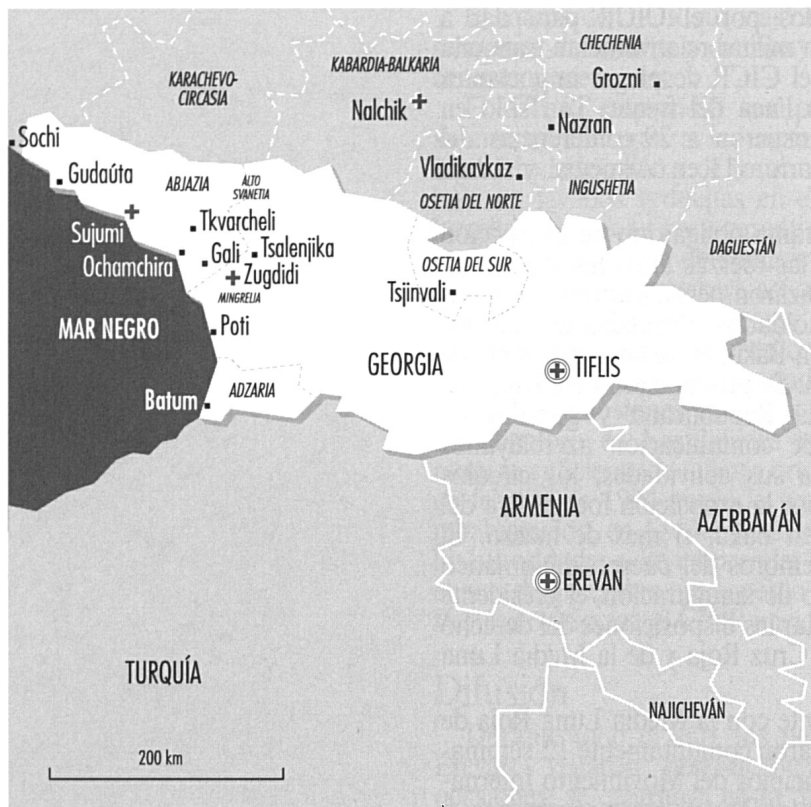 CHECHENIA
KABARDIA-BALKARIA
KARACHEVO-
CIRCASIA
Grozni
Nalchik
Nazran
Sochi
Vladikavkaz
Gudaúta
ABJAZIA
ALTO
SVANETIA
OSETIA DEL NORTE
INGUSHETIA
Tkvarcheli
Sujumi
Ochamchira
Gali
Tsalenjika
Zugdidi
OSETIA DEL SUR
DAGUESTÁN
Tsjinvali
MINGRELIA
MAR NEGRO
Poti
GEORGIA
TIFLIS
ADZARIA
Batum
ARMENIA
AZERBAIYÁN
EREVÁN
TURQUÍA
NAJICHEVÁN
200 km